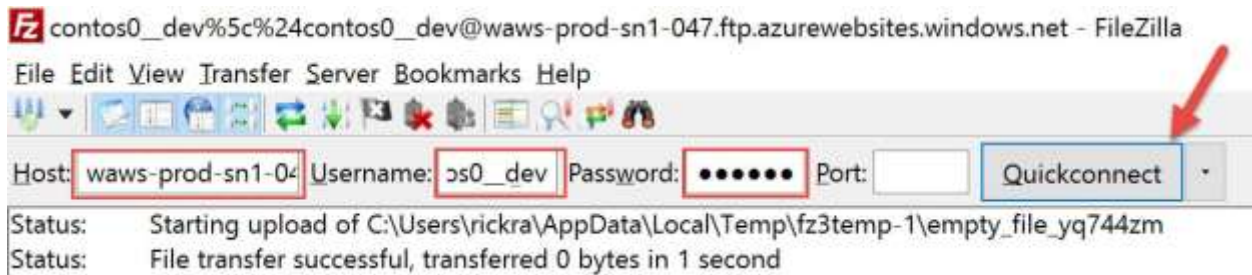 Fz contos0__dev%5c%24contos0__dev@waws-prod-sn1-047.ftp.azurewebsites.windows.net - FileZilla
File Edit View Transfer Server Bookmarks Help
Host: waws-prod-sn1-04 Username: os0__dev Password: ●●●●●● Port: Quickconnect
Status: Starting upload of C:\Users\rickra\AppData\Local\Temp\fz3temp-1\empty_file_yq744zm
Status: File transfer successful, transferred 0 bytes in 1 second